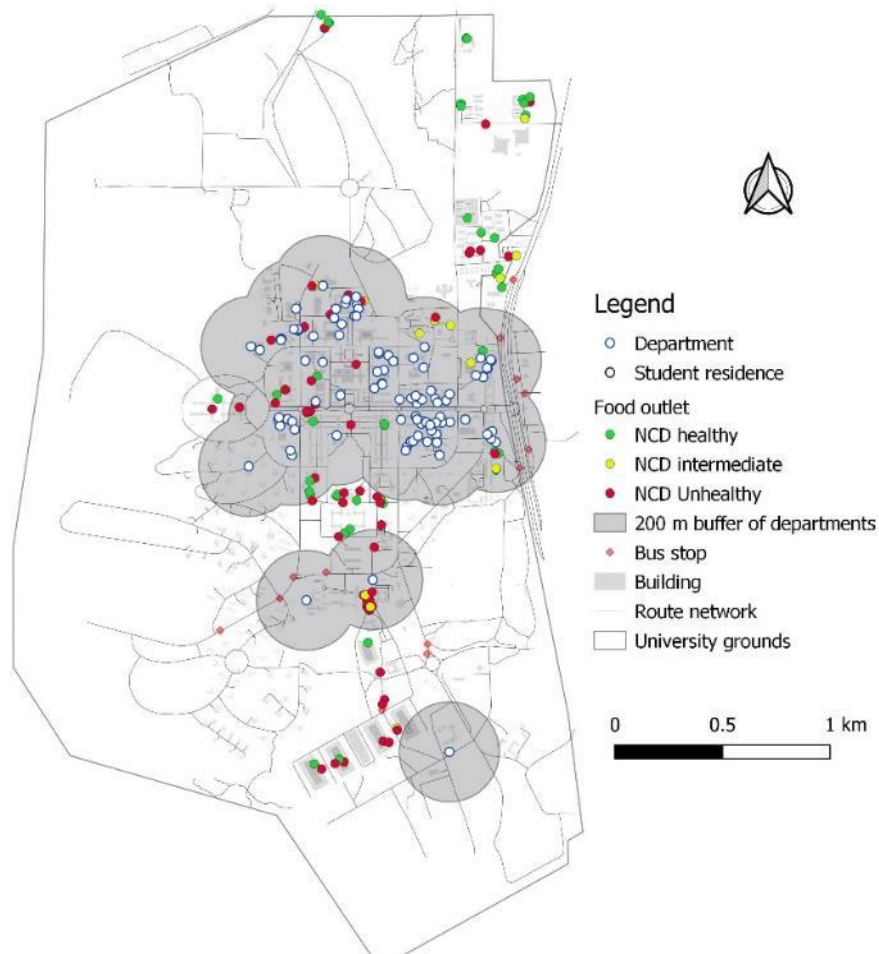 Legend
Department
Student residence
Food outlet
NCD healthy
NCD intermediate
NCD Unhealthy
200 m buffer of departments
Bus stop
Building
Route network
University grounds
0 0.5 1 km